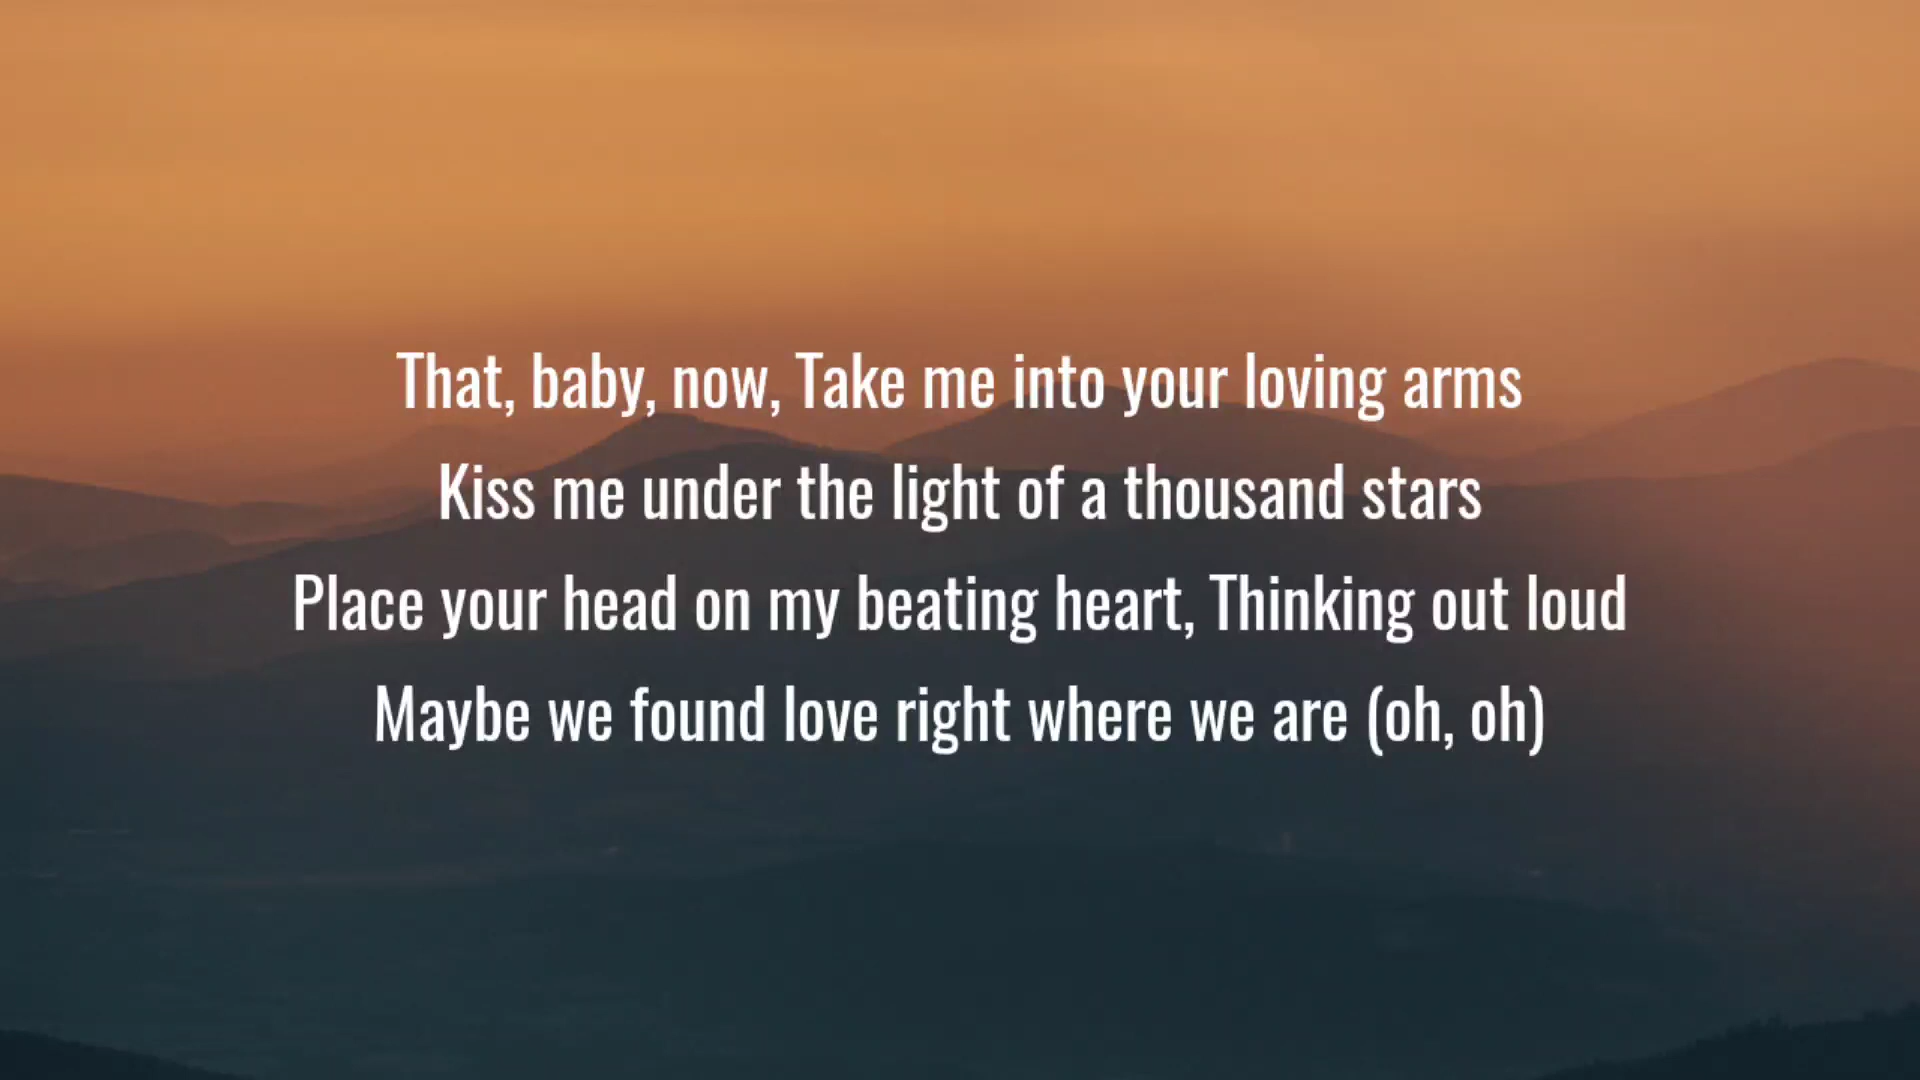 That, baby, now, Take me into your loving arms
Kiss me under the light of a thousand stars
Place your head on my beating heart, Thinking out loud
Maybe we found love right where we are (oh, oh)